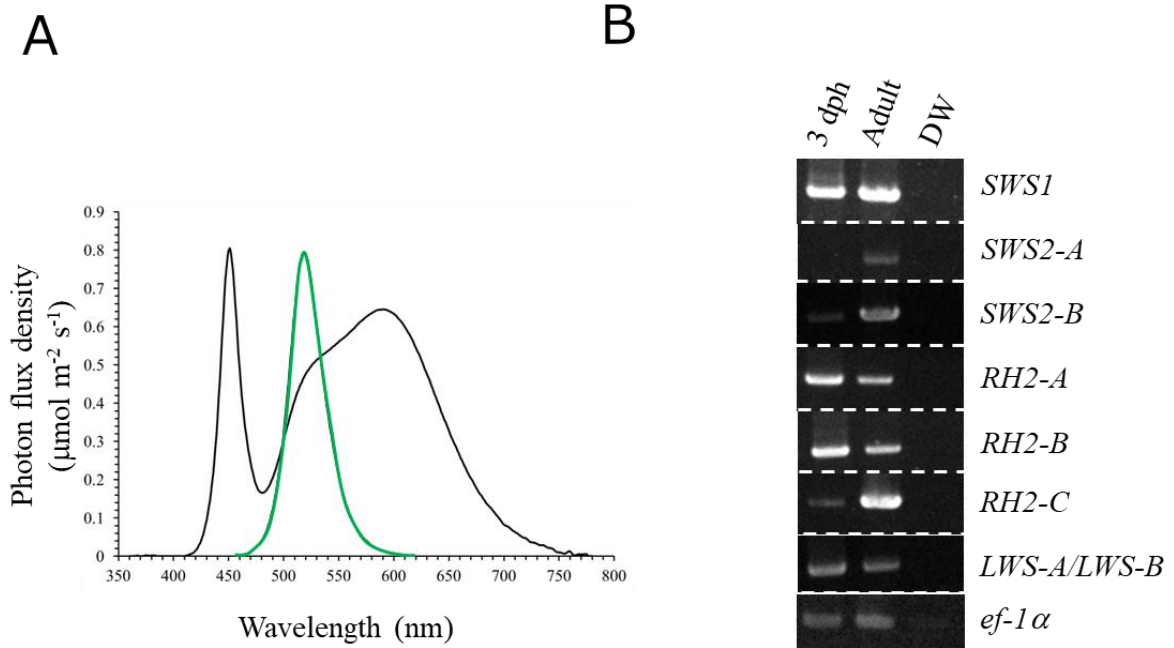 A
B
3 dph
Adult
DW
SWS1
SWS2-A
SWS2-B
RH2-A
RH2-B
RH2-C
LWS-A/LWS-B
ef-1α
Photon flux density
(μmol m⁻² s⁻¹)
0.9
0.8
0.7
0.6
0.5
0.4
0.3
0.2
0.1
0
350 400 450 500 550 600 650 700 750 800
Wavelength (nm)